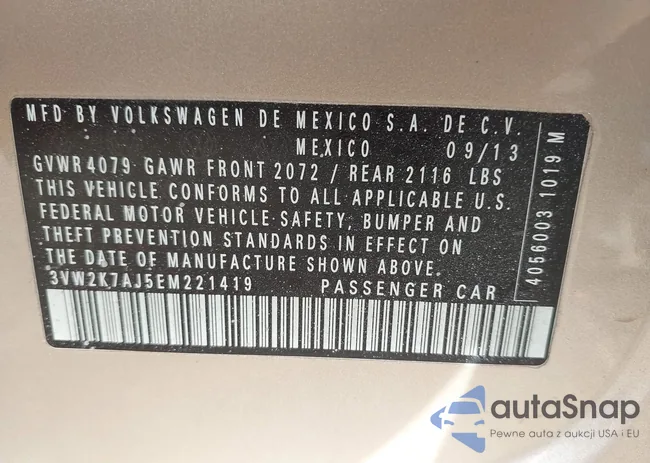 MFD BY VOLKSWAGEN DE MEXICO S.A. DE C.V.
MEXICO 09/13
GVWR 4079 GAWR FRONT 2072 / REAR 2116 LBS
THIS VEHICLE CONFORMS TO ALL APPLICABLE U.S.
FEDERAL MOTOR VEHICLE SAFETY, BUMPER AND
THEFT PREVENTION STANDARDS IN EFFECT ON
THE DATE OF MANUFACTURE SHOWN ABOVE.
3VW2K7AJ5EM221419 PASSENGER CAR
4056003 1019 M
autaSnap
Pewne auta z aukcji USA i EU